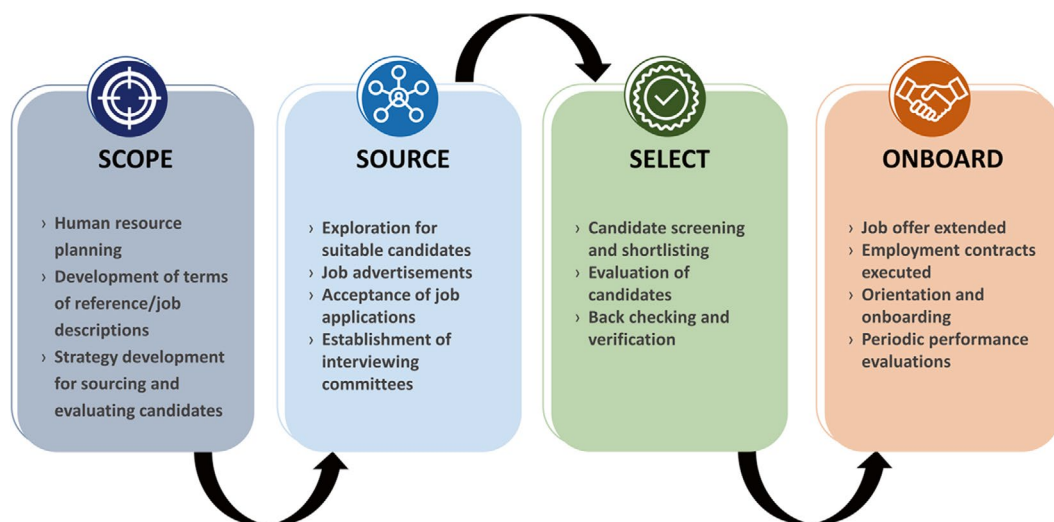 SCOPE
› Human resource
planning
› Development of terms
of reference/job
descriptions
› Strategy development
for sourcing and
evaluating candidates
SOURCE
› Exploration for
suitable candidates
› Job advertisements
› Acceptance of job
applications
› Establishment of
interviewing
committees
SELECT
› Candidate screening
and shortlisting
› Evaluation of
candidates
› Back checking and
verification
ONBOARD
› Job offer extended
› Employment contracts
executed
› Orientation and
onboarding
› Periodic performance
evaluations